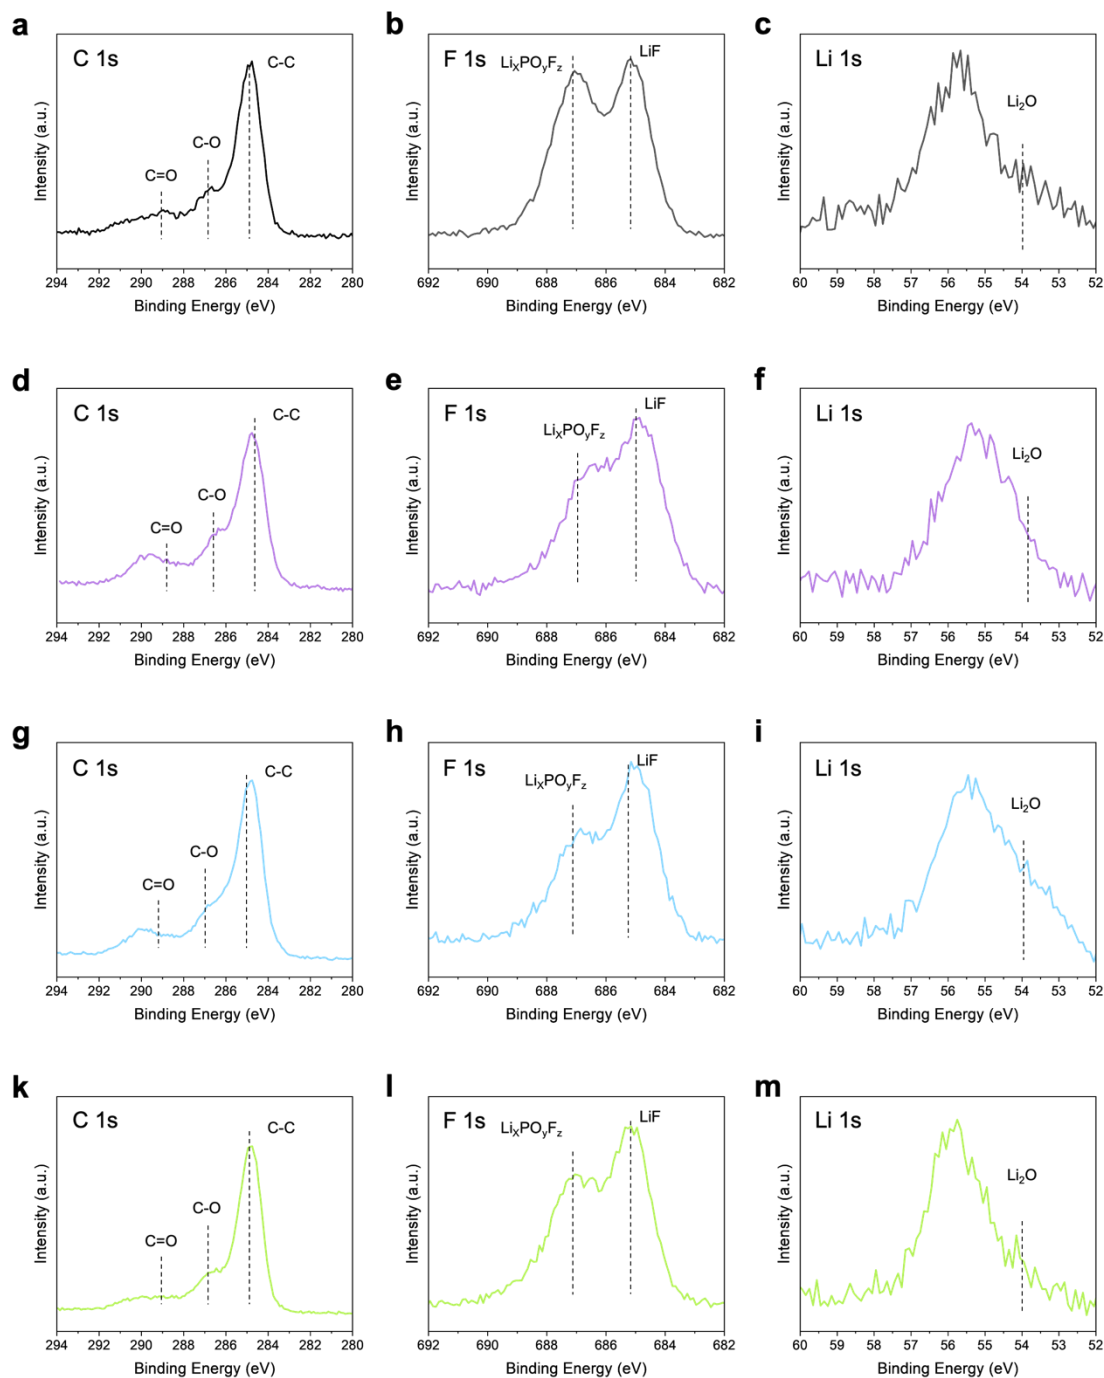 a
b
c
C 1s
C-C
C-O
C=O
Intensity (a.u.)
294 292 290 288 286 284 282 280
Binding Energy (eV)
F 1s
LiₓPOᵧF_z
LiF
Intensity (a.u.)
692 690 688 686 684 682
Binding Energy (eV)
Li 1s
Li₂O
Intensity (a.u.)
60 59 58 57 56 55 54 53 52
Binding Energy (eV)
d
e
f
C 1s
C-C
C-O
C=O
Intensity (a.u.)
294 292 290 288 286 284 282 280
Binding Energy (eV)
F 1s
LiF
LiₓPOᵧF_z
Intensity (a.u.)
692 690 688 686 684 682
Binding Energy (eV)
Li 1s
Li₂O
Intensity (a.u.)
60 59 58 57 56 55 54 53 52
Binding Energy (eV)
g
h
i
C 1s
C-C
C-O
C=O
Intensity (a.u.)
294 292 290 288 286 284 282 280
Binding Energy (eV)
F 1s
LiF
LiₓPOᵧF_z
Intensity (a.u.)
692 690 688 686 684 682
Binding Energy (eV)
Li 1s
Li₂O
Intensity (a.u.)
60 59 58 57 56 55 54 53 52
Binding Energy (eV)
k
l
m
C 1s
C-C
C-O
C=O
Intensity (a.u.)
294 292 290 288 286 284 282 280
Binding Energy (eV)
F 1s
LiF
LiₓPOᵧF_z
Intensity (a.u.)
692 690 688 686 684 682
Binding Energy (eV)
Li 1s
Li₂O
Intensity (a.u.)
60 59 58 57 56 55 54 53 52
Binding Energy (eV)